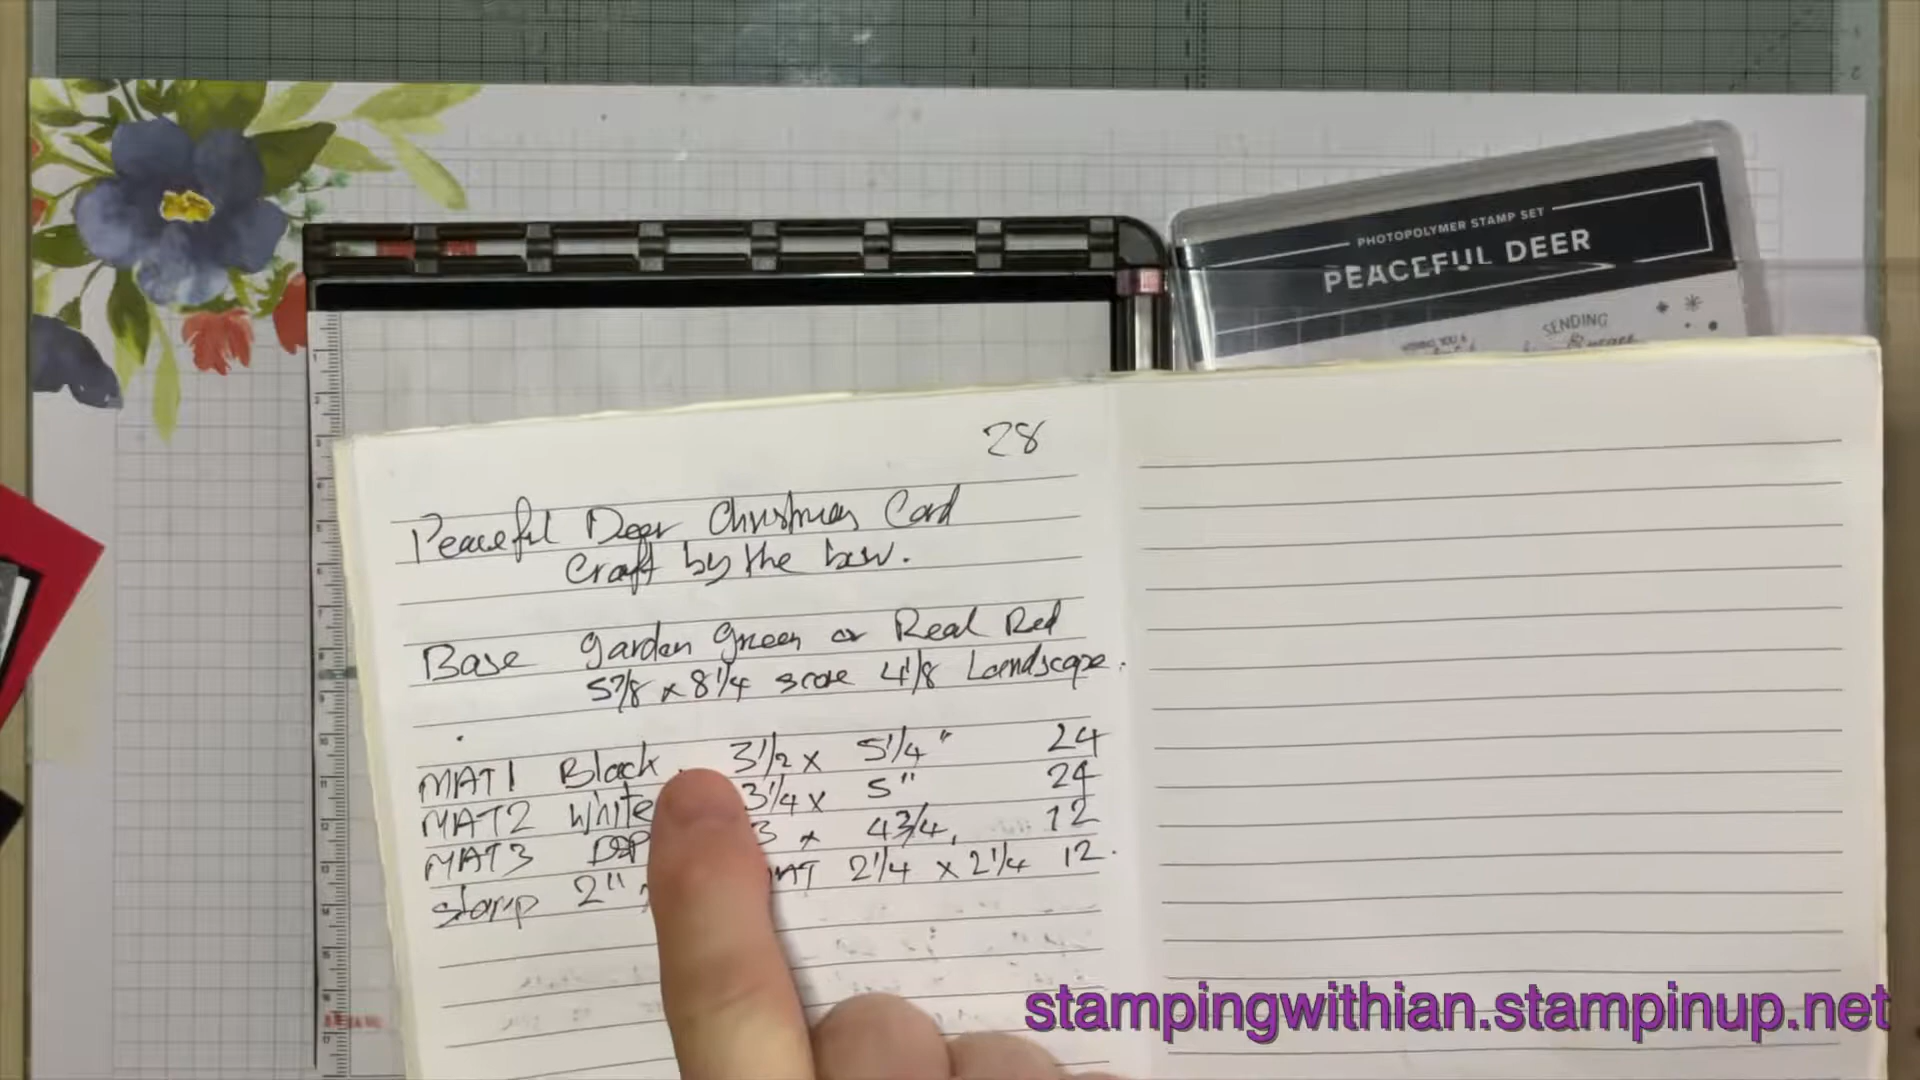 PHOTOPOLYMER STAMP SET
PEACEFUL DEER
SENDING
28
Peaceful Deer Christmas Card
Craft by the box.
Base Garden Green or Real Red
5 7/8 x 8 1/4 score 4 1/8 Landscape.
MAT1 Black 3 1/2 x 5 1/4" 24
MAT2 White 3 1/4 x 5" 24
MAT3 DSP 3 x 4 3/4 12
stamp 2" MAT 2 1/4 x 2 1/4 12.
stampingwithian.stampinup.net